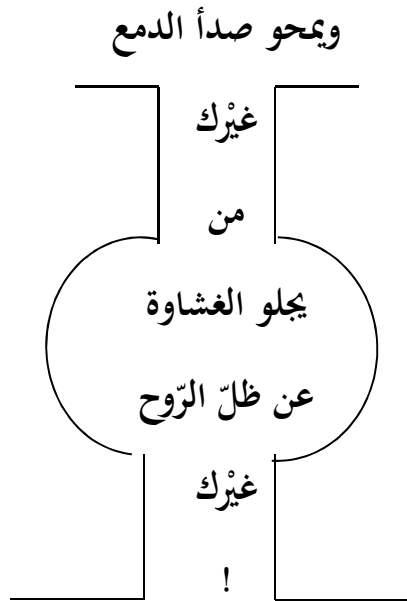 ويمحو صدأ الدمع
غيْرك
من
يجلو الغشاوة
عن ظلّ الرّوح
غيْرك
!